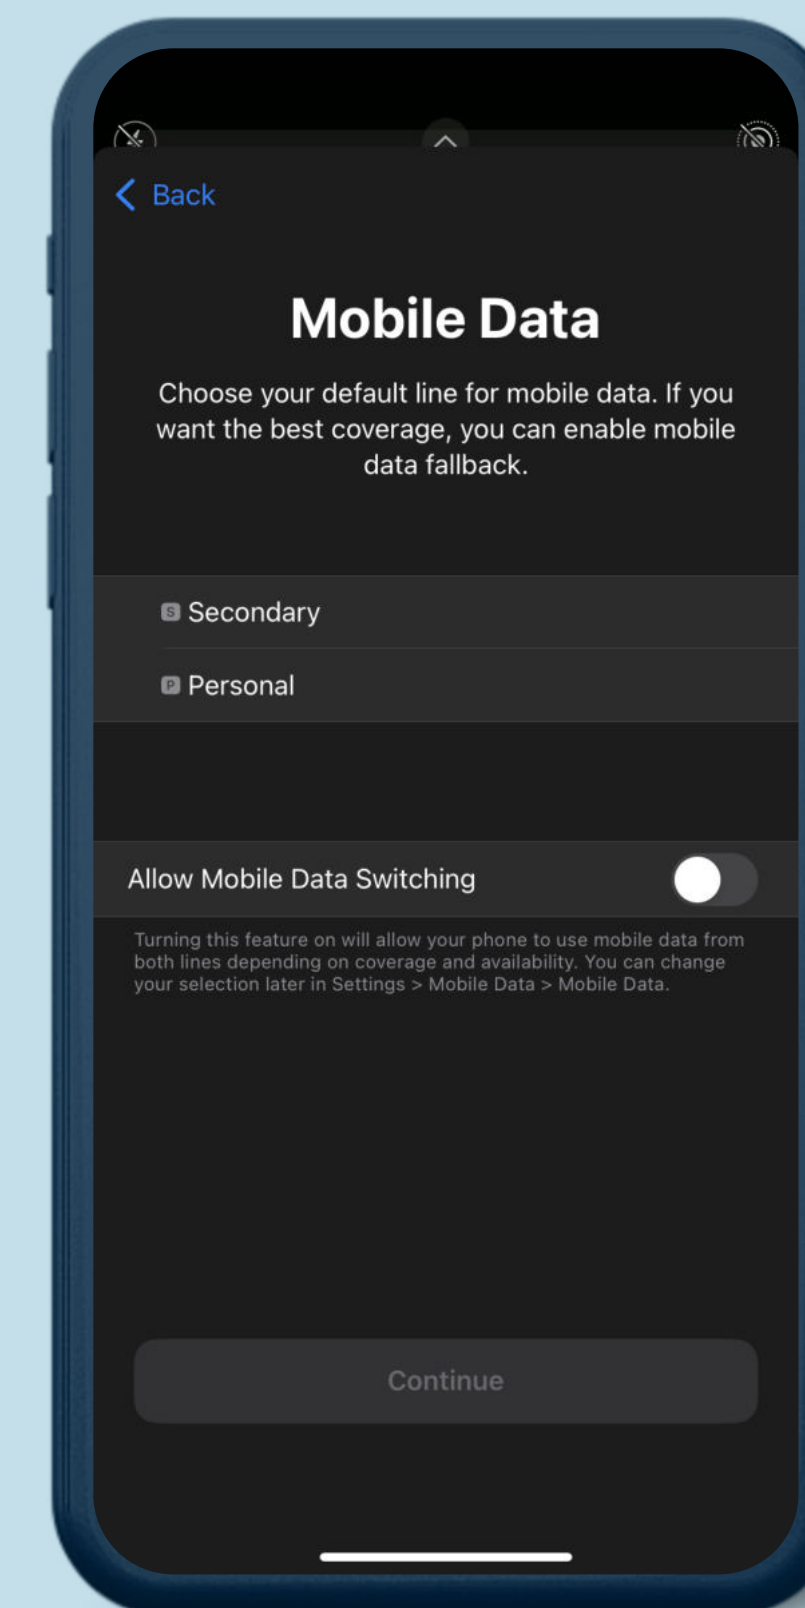 Back
Mobile Data
Choose your default line for mobile data. If you
want the best coverage, you can enable mobile
data fallback.
S Secondary
P Personal
Allow Mobile Data Switching
Turning this feature on will allow your phone to use mobile data from
both lines depending on coverage and availability. You can change
your selection later in Settings > Mobile Data > Mobile Data.
Continue